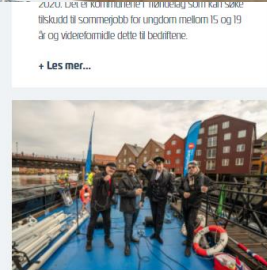 2020. Det er kommunene i Trøndelag som kan søke
tilskudd til sommerjobb for ungdom mellom 15 og 19
år og videreformidle dette til bedriftene.
+ Les mer...